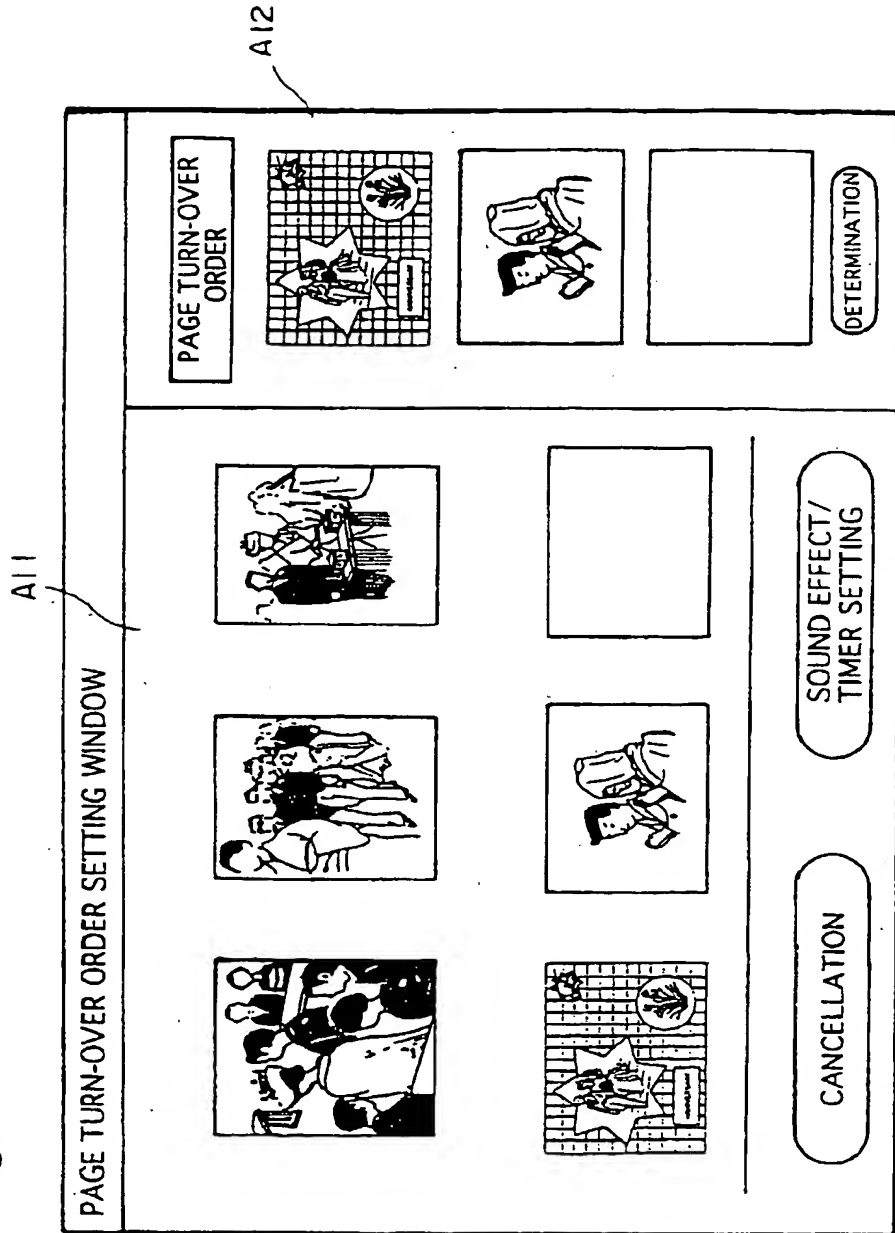 A11
A12
PAGE TURN-OVER ORDER SETTING WINDOW
PAGE TURN-OVER
ORDER
DETERMINATION
CANCELLATION
SOUND EFFECT/
TIMER SETTING